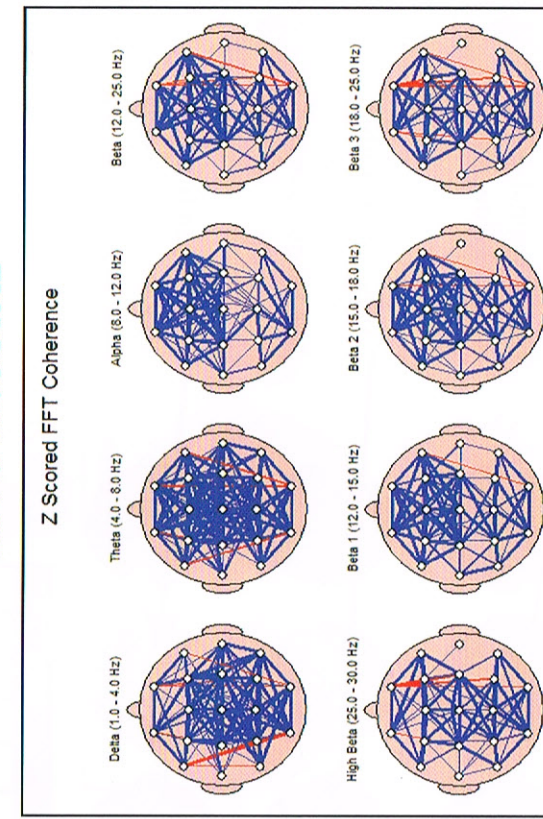 Z Scored FFT Coherence
Delta (1.0 - 4.0 Hz)
Theta (4.0 - 8.0 Hz)
Alpha (8.0 - 12.0 Hz)
Beta (12.0 - 25.0 Hz)
High Beta (25.0 - 30.0 Hz)
Beta 1 (12.0 - 15.0 Hz)
Beta 2 (15.0 - 18.0 Hz)
Beta 3 (18.0 - 25.0 Hz)